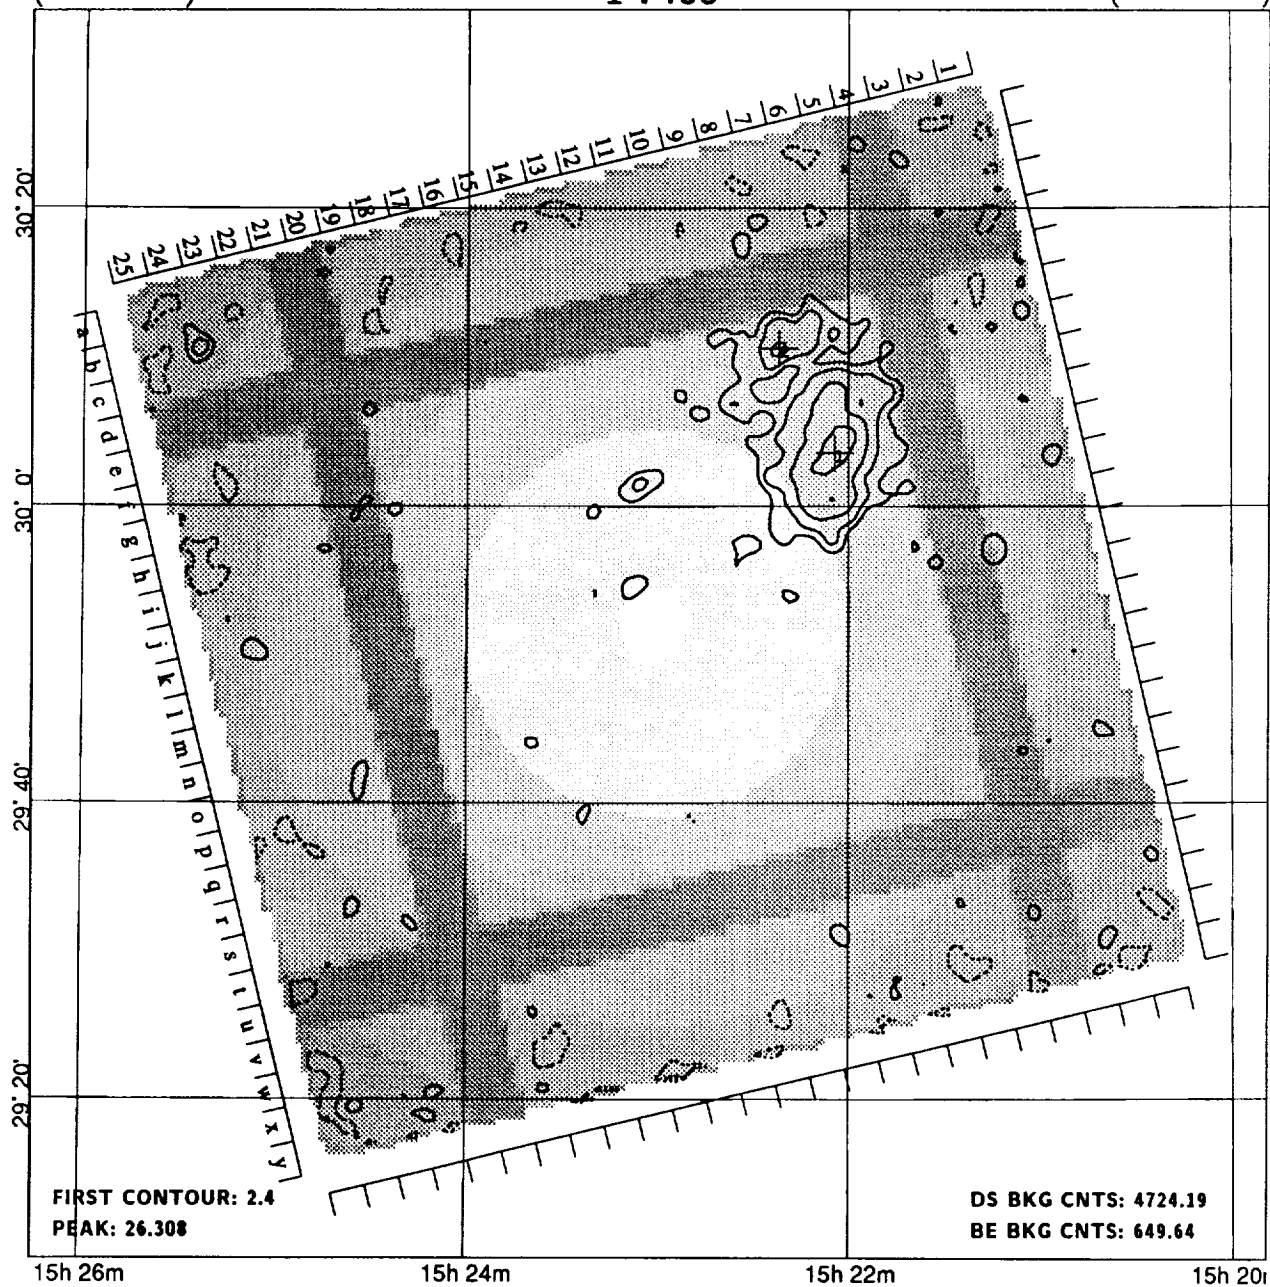 1 2 3 4 5 6 7 8 9 10 11 12 13 14 15 16 17 18 19 20 21 22 23 24 25
a b c d e f g h i j k l m n o p q r s t u v w x y
30° 20'
30° 0'
29° 40'
29° 20'
FIRST CONTOUR: 2.4
PEAK: 26.308
DS BKG CNTS: 4724.19
BE BKG CNTS: 649.64
15h 26m 15h 24m 15h 22m 15h 20